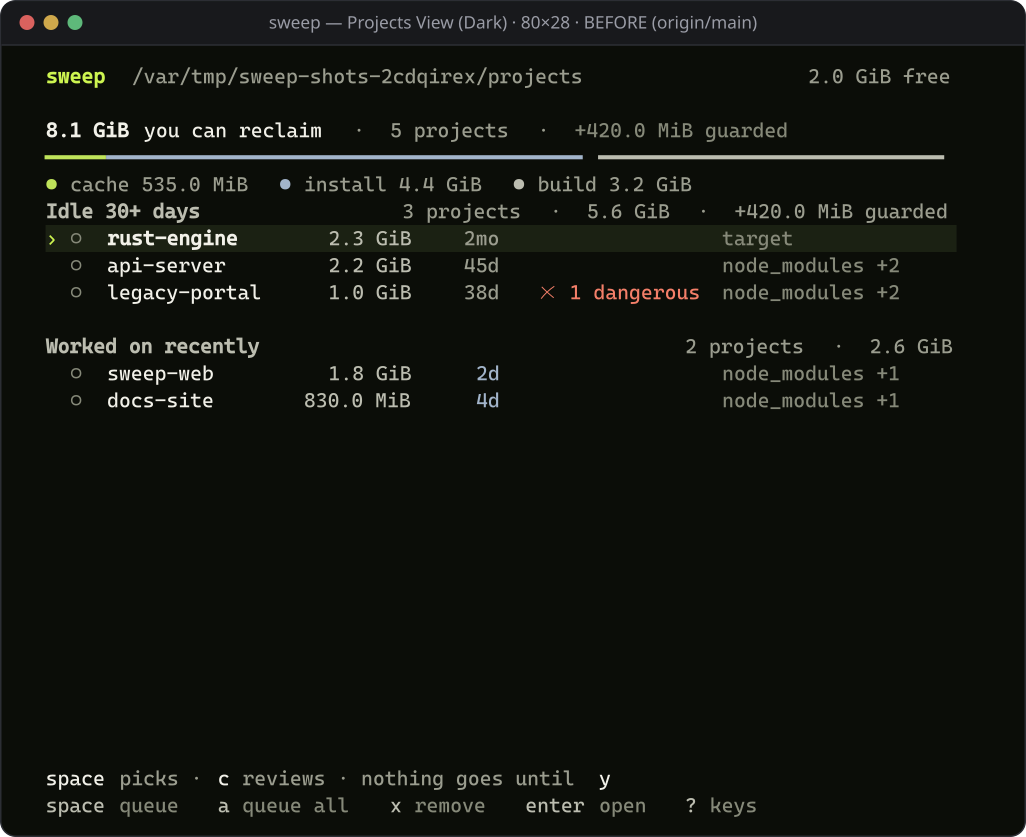 sweep — Projects View (Dark) · 80×28 · BEFORE (origin/main)
sweep /var/tmp/sweep-shots-2cdqirex/projects 2.0 GiB free
8.1 GiB you can reclaim · 5 projects · +420.0 MiB guarded
● cache 535.0 MiB ● install 4.4 GiB ● build 3.2 GiB
Idle 30+ days 3 projects · 5.6 GiB · +420.0 MiB guarded
› ○ rust-engine 2.3 GiB 2mo target
○ api-server 2.2 GiB 45d node_modules +2
○ legacy-portal 1.0 GiB 38d ✕ 1 dangerous node_modules +2
Worked on recently 2 projects · 2.6 GiB
○ sweep-web 1.8 GiB 2d node_modules +1
○ docs-site 830.0 MiB 4d node_modules +1
space picks · c reviews · nothing goes until y
space queue a queue all x remove enter open ? keys